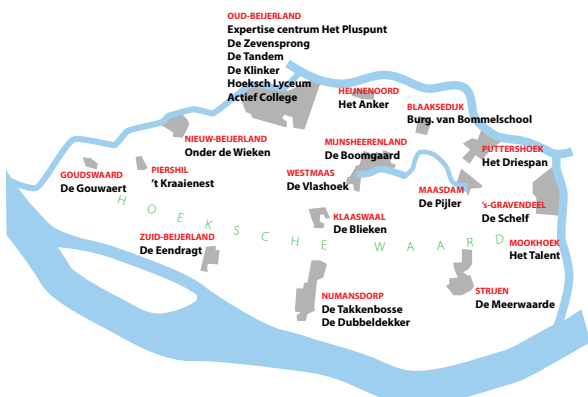 OUD-BEIJERLAND
Expertise centrum Het Pluspunt
De Zevensprong
De Tandem
De Klinker
Hoeksch Lyceum
Actief College
HEIJNENOORD
Het Anker
BLAAKSEDIJK
Burg. van Bommelschool
NIEUW-BEIJERLAND
Onder de Wieken
MIJNSHEERENLAND
De Boomgaard
PUTTERSHOEK
Het Driespan
GOUDSWAARD
De Gouwaert
PIERSHIL
't Kraaienest
WESTMAAS
De Vlashoek
MAASDAM
De Pijler
's-GRAVENDEEL
De Schelf
KLAASWAAL
De Blieken
HOEKSCHE WAARD
ZUID-BEIJERLAND
De Eendragt
MOOKHOEK
Het Talent
NUMANSDORP
De Takkenbosse
De Dubbeldekker
STRIJEN
De Meerwaarde